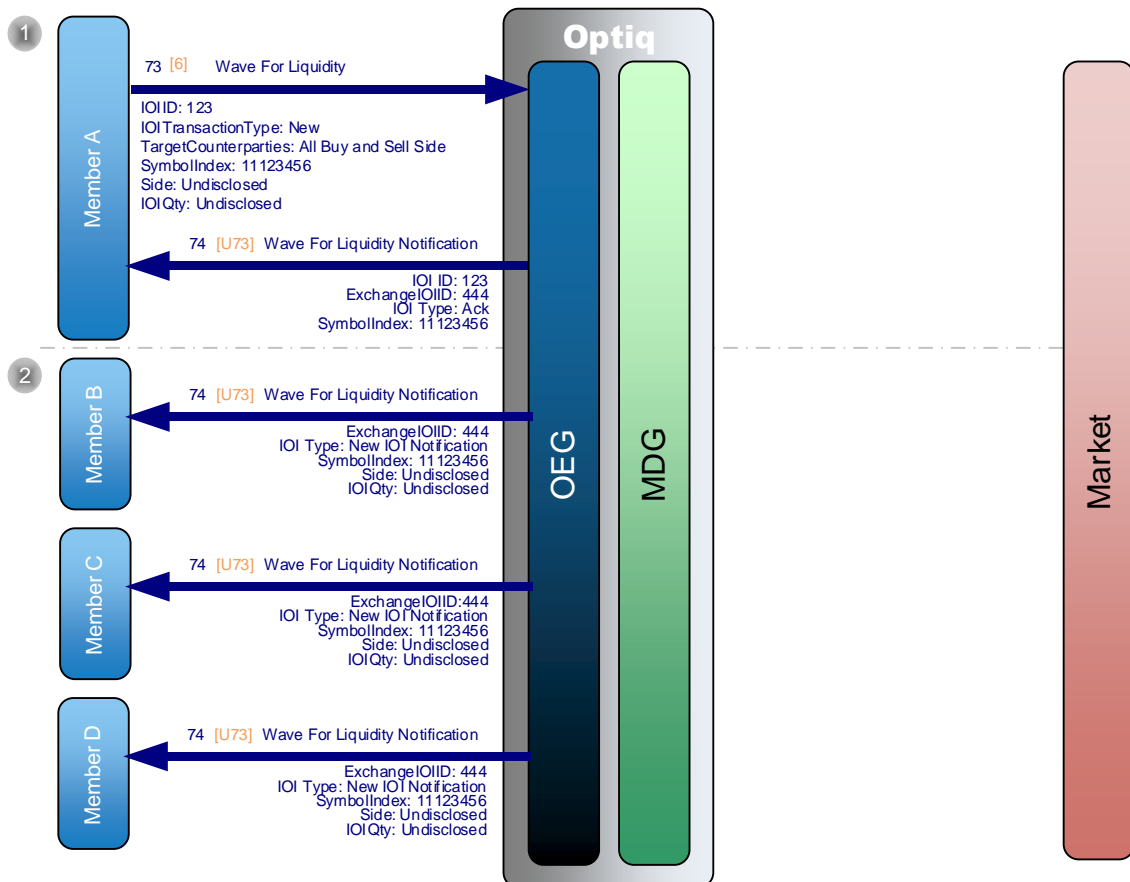 1
Optiq
73 [6] Wave For Liquidity
IOIID: 123
IOITransactionType: New
TargetCounterparties: All Buy and Sell Side
SymbolIndex: 11123456
Side: Undisclosed
IOIQty: Undisclosed
Member A
74 [U73] Wave For Liquidity Notification
IOI ID: 123
ExchangeIOIID: 444
IOI Type: Ack
SymbolIndex: 11123456
2
Member B
74 [U73] Wave For Liquidity Notification
ExchangeIOIID: 444
IOI Type: New IOI Notification
SymbolIndex: 11123456
Side: Undisclosed
IOIQty: Undisclosed
OEG
MDG
Market
Member C
74 [U73] Wave For Liquidity Notification
ExchangeIOIID:444
IOI Type: New IOI Notification
SymbolIndex: 11123456
Side: Undisclosed
IOIQty: Undisclosed
Member D
74 [U73] Wave For Liquidity Notification
ExchangeIOIID: 444
IOI Type: New IOI Notification
SymbolIndex: 11123456
Side: Undisclosed
IOIQty: Undisclosed